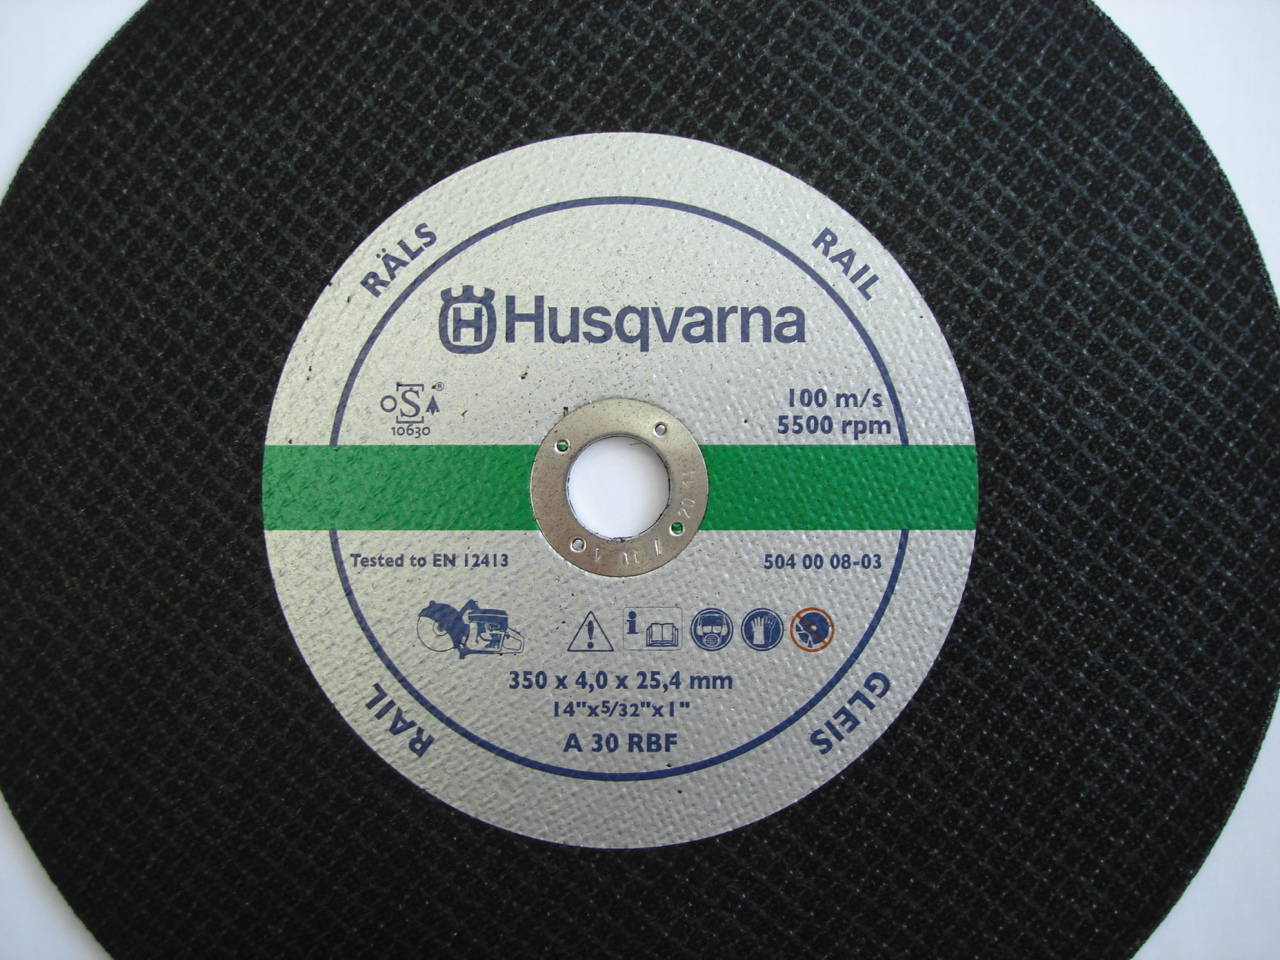 RÄLS
RAIL
Husqvarna
OSA®
10630
100 m/s
5500 rpm
Tested to EN 12413
504 00 08-03
350 x 4,0 x 25,4 mm
14"x5/32"x1"
A 30 RBF
RAIL
GLEIS